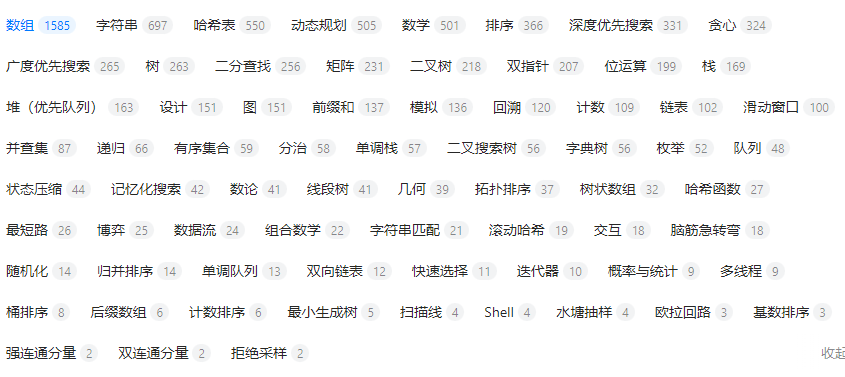 数组 1585 字符串 697 哈希表 550 动态规划 505 数学 501 排序 366 深度优先搜索 331 贪心 324
广度优先搜索 265 树 263 二分查找 256 矩阵 231 二叉树 218 双指针 207 位运算 199 栈 169
堆（优先队列） 163 设计 151 图 151 前缀和 137 模拟 136 回溯 120 计数 109 链表 102 滑动窗口 100
并查集 87 递归 66 有序集合 59 分治 58 单调栈 57 二叉搜索树 56 字典树 56 枚举 52 队列 48
状态压缩 44 记忆化搜索 42 数论 41 线段树 41 几何 39 拓扑排序 37 树状数组 32 哈希函数 27
最短路 26 博弈 25 数据流 24 组合数学 22 字符串匹配 21 滚动哈希 19 交互 18 脑筋急转弯 18
随机化 14 归并排序 14 单调队列 13 双向链表 12 快速选择 11 迭代器 10 概率与统计 9 多线程 9
桶排序 8 后缀数组 6 计数排序 6 最小生成树 5 扫描线 4 Shell 4 水塘抽样 4 欧拉回路 3 基数排序 3
强连通分量 2 双连通分量 2 拒绝采样 2 收起